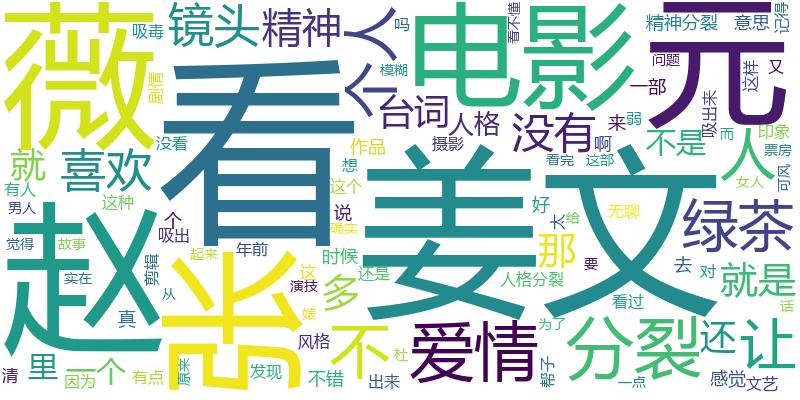 薇
吸毒
镜头
精神
人
吗
电影
看不懂
元
精神分裂
意思
记得
剧情
看
个
模糊
问题
又
这样
一部
台词
人格
没有
啊
来
弱
吸出来
而
印象
票房
没看
作品
摄影
不是
人
就
喜欢
想
看完
这部
女人
可风
有人
这种
这个
姜文
男人
个
说
好
无聊
绿茶
赵
吸出
确实
太
给
觉得
故事
年前
起来
时候
那
要
去
对
就是
实在
剪辑
张
这
还是
人格分裂
真
从
演技
多
看过
话
婊
不
爱情
为了
分裂
还
让
里
一个
风格
杜
清
因为
有点
原来
发现
不错
出来
帮子
一点
感觉
文艺